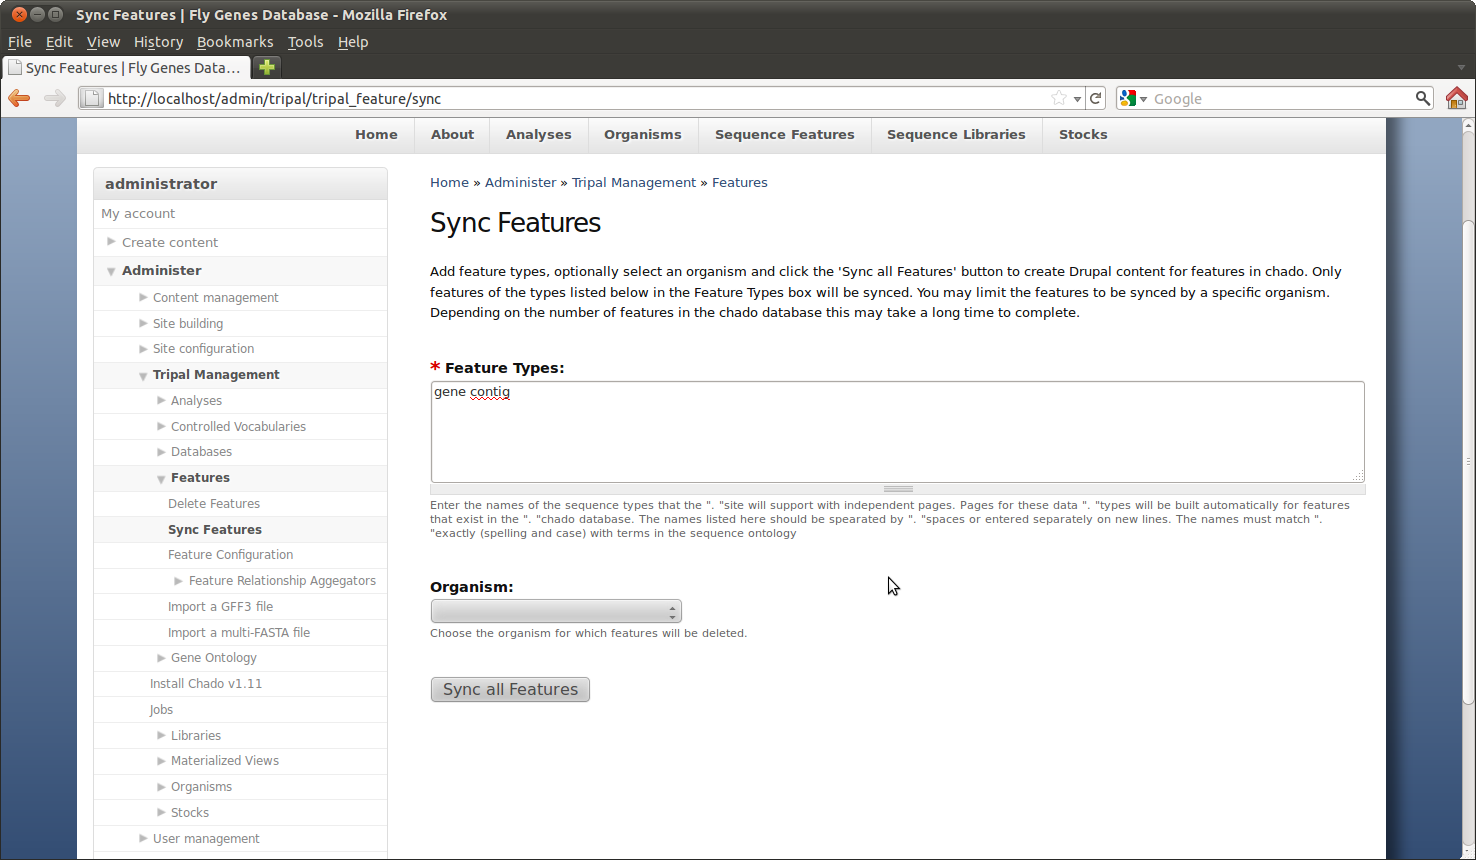 Sync Features | Fly Genes Database - Mozilla Firefox
File Edit View History Bookmarks Tools Help
Sync Features | Fly Genes Data...
http://localhost/admin/tripal/tripal_feature/sync
Google
Home About Analyses Organisms Sequence Features Sequence Libraries Stocks
administrator
My account
Create content
Administer
Content management
Site building
Site configuration
Tripal Management
Analyses
Controlled Vocabularies
Databases
Features
Delete Features
Sync Features
Feature Configuration
Feature Relationship Aggegators
Import a GFF3 file
Import a multi-FASTA file
Gene Ontology
Install Chado v1.11
Jobs
Libraries
Materialized Views
Organisms
Stocks
User management
Home » Administer » Tripal Management » Features
Sync Features
Add feature types, optionally select an organism and click the 'Sync all Features' button to create Drupal content for features in chado. Only
features of the types listed below in the Feature Types box will be synced. You may limit the features to be synced by a specific organism.
Depending on the number of features in the chado database this may take a long time to complete.
* Feature Types:
gene contig
Enter the names of the sequence types that the ". "site will support with independent pages. Pages for these data ". "types will be built automatically for features
that exist in the ". "chado database. The names listed here should be spearated by ". "spaces or entered separately on new lines. The names must match ".
"exactly (spelling and case) with terms in the sequence ontology
Organism:
Choose the organism for which features will be deleted.
Sync all Features